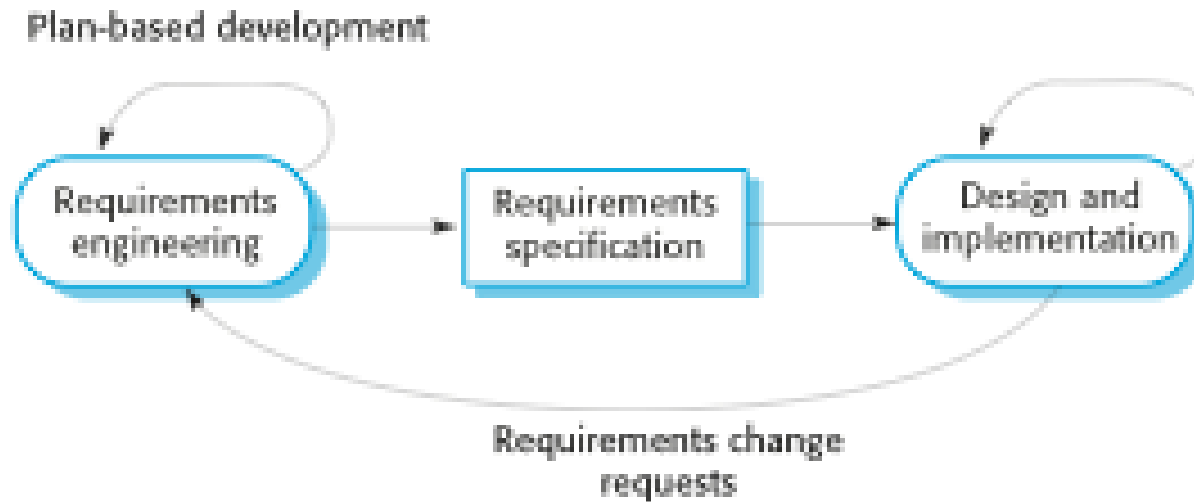 Plan-based development
Requirements
engineering
Requirements
specification
Design and
implementation
Requirements change
requests